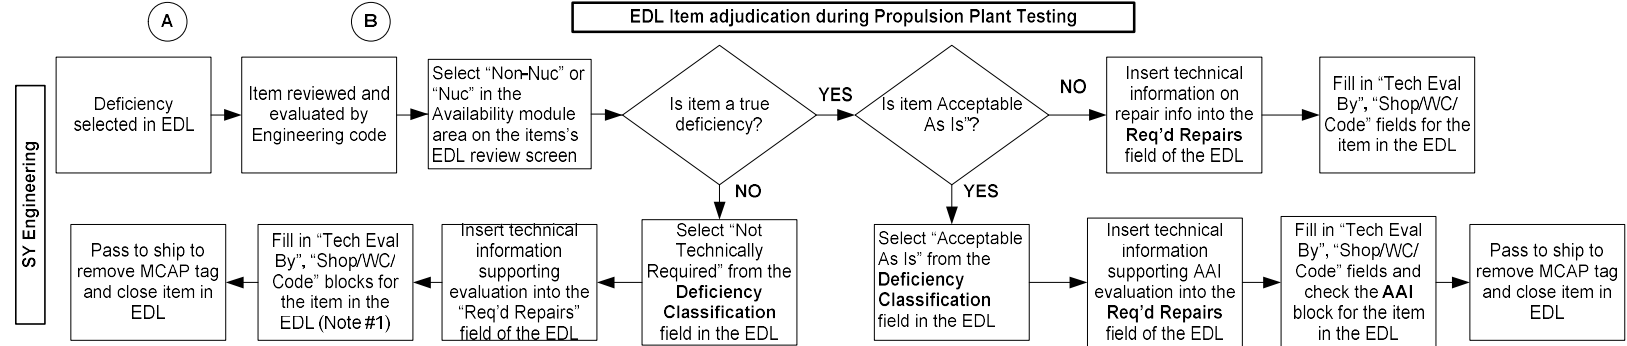 A
B
EDL Item adjudication during Propulsion Plant Testing
SY Engineering
Deficiency
selected in EDL
Item reviewed and
evaluated by
Engineering code
Select “Non-Nuc” or
“Nuc” in the
Availability module
area on the items’s
EDL review screen
Is item a true
deficiency?
YES
Is item Acceptable
As Is”?
NO
Insert technical
information on
repair info into the
Req’d Repairs
field of the EDL
Fill in “Tech Eval
By”, “Shop/WC/
Code” fields for the
item in the EDL
NO
YES
Pass to ship to
remove MCAP tag
and close item in
EDL
Fill in “Tech Eval
By”, “Shop/WC/
Code” blocks for
the item in the
EDL (Note #1)
Insert technical
information
supporting
evaluation into the
“Req’d Repairs”
field of the EDL
Select “Not
Technically
Required” from the
Deficiency
Classification
field in the EDL
Select “Acceptable
As Is” from the
Deficiency
Classification
field in the EDL
Insert technical
information
supporting AAI
evaluation into the
Req’d Repairs
field of the EDL
Fill in “Tech Eval
By”, “Shop/WC/
Code” fields and
check the AAI
block for the item
in the EDL
Pass to ship to
remove MCAP tag
and close item in
EDL